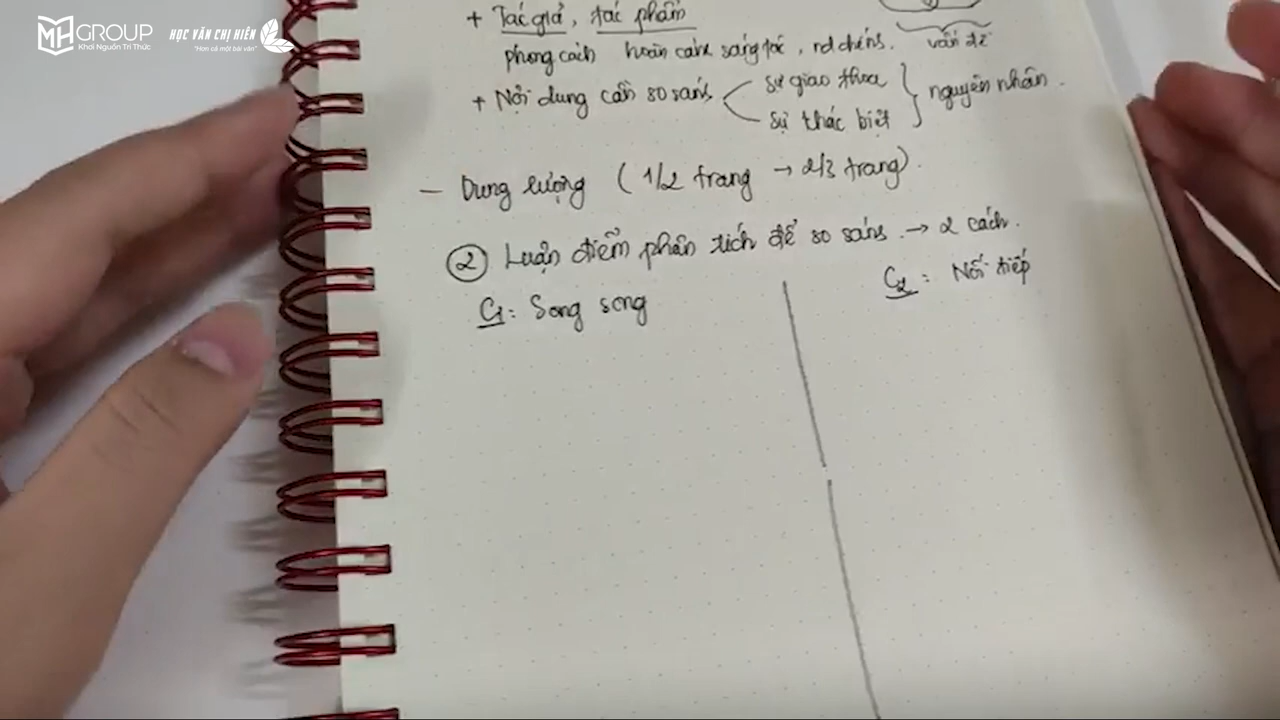 MH GROUP
Khơi Nguồn Tri Thức
HỌC VĂN CHỊ HIÊN
"Hơn cả một bài văn"
+ Tác giả, tác phẩm
phong cách hoàn cảnh sáng tác, nd chính.
vấn đề
+ Nội dung cần so sánh
sự giao thoa
sự khác biệt
nguyên nhân.
– Dung lượng (1/2 trang → 2/3 trang).
② Luận điểm phân tích để so sánh → 2 cách.
C1: Song song
C2: Nối tiếp